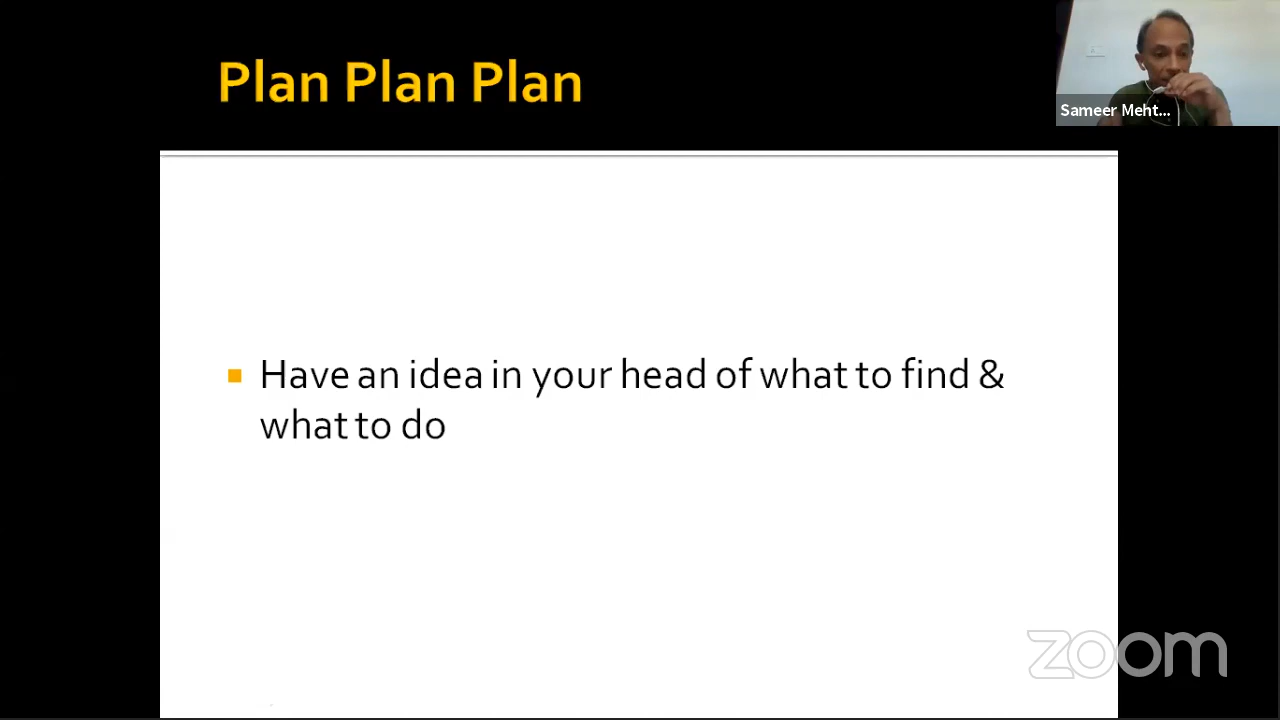 Plan Plan Plan
Sameer Meht...
Have an idea in your head of what to find &
what to do
zoom